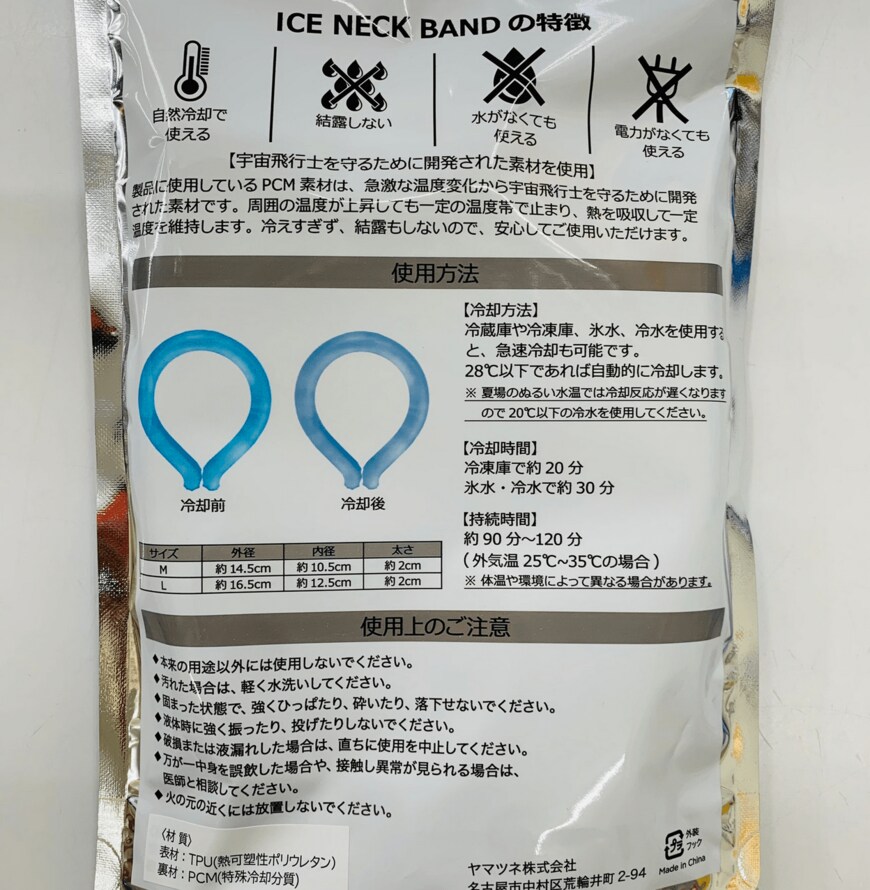 ICE NECK BAND の特徴
自然冷却で
使える
結露しない
水がなくても
使える
電力がなくても
使える
【宇宙飛行士を守るために開発された素材を使用】
製品に使用しているPCM素材は、急激な温度変化から宇宙飛行士を守るために開発
された素材です。周囲の温度が上昇しても一定の温度帯で止まり、熱を吸収して一定
温度を維持します。冷えすぎず、結露もしないので、安心してご使用いただけます。
使用方法
【冷却方法】
冷蔵庫や冷凍庫、氷水、冷水を使用する
と、急速冷却も可能です。
28℃以下であれば自動的に冷却します。
※ 夏場のぬるい水温では冷却反応が遅くなります
ので 20℃以下の冷水を使用してください。
冷却前
冷却後
【冷却時間】
冷凍庫で約 20 分
氷水・冷水で約 30 分
【持続時間】
約 90 分~120 分
( 外気温 25℃~35℃の場合 )
※ 体温や環境によって異なる場合があります。
サイズ 外径 内径 太さ
M 約 14.5cm 約 10.5cm 約 2cm
L 約 16.5cm 約 12.5cm 約 2cm
使用上のご注意
◆本来の用途以外には使用しないでください。
◆汚れた場合は、軽く水洗いしてください。
◆固まった状態で、強くひっぱたり、砕いたり、落下せないでください。
◆液体時に強く振ったり、投げたりしないでください。
◆破損または液漏れした場合は、直ちに使用を中止してください。
◆万が一中身を誤飲した場合や、接触し異常が見られる場合は、
医師と相談してください。
◆火の元の近くには放置しないでください。
〈材 質〉
表材:TPU(熱可塑性ポリウレタン)
裏材:PCM(特殊冷却分質)
プラ
外装
フック
Made in China
ヤマツネ株式会社
名古屋市中村区荒輪井町 2-94